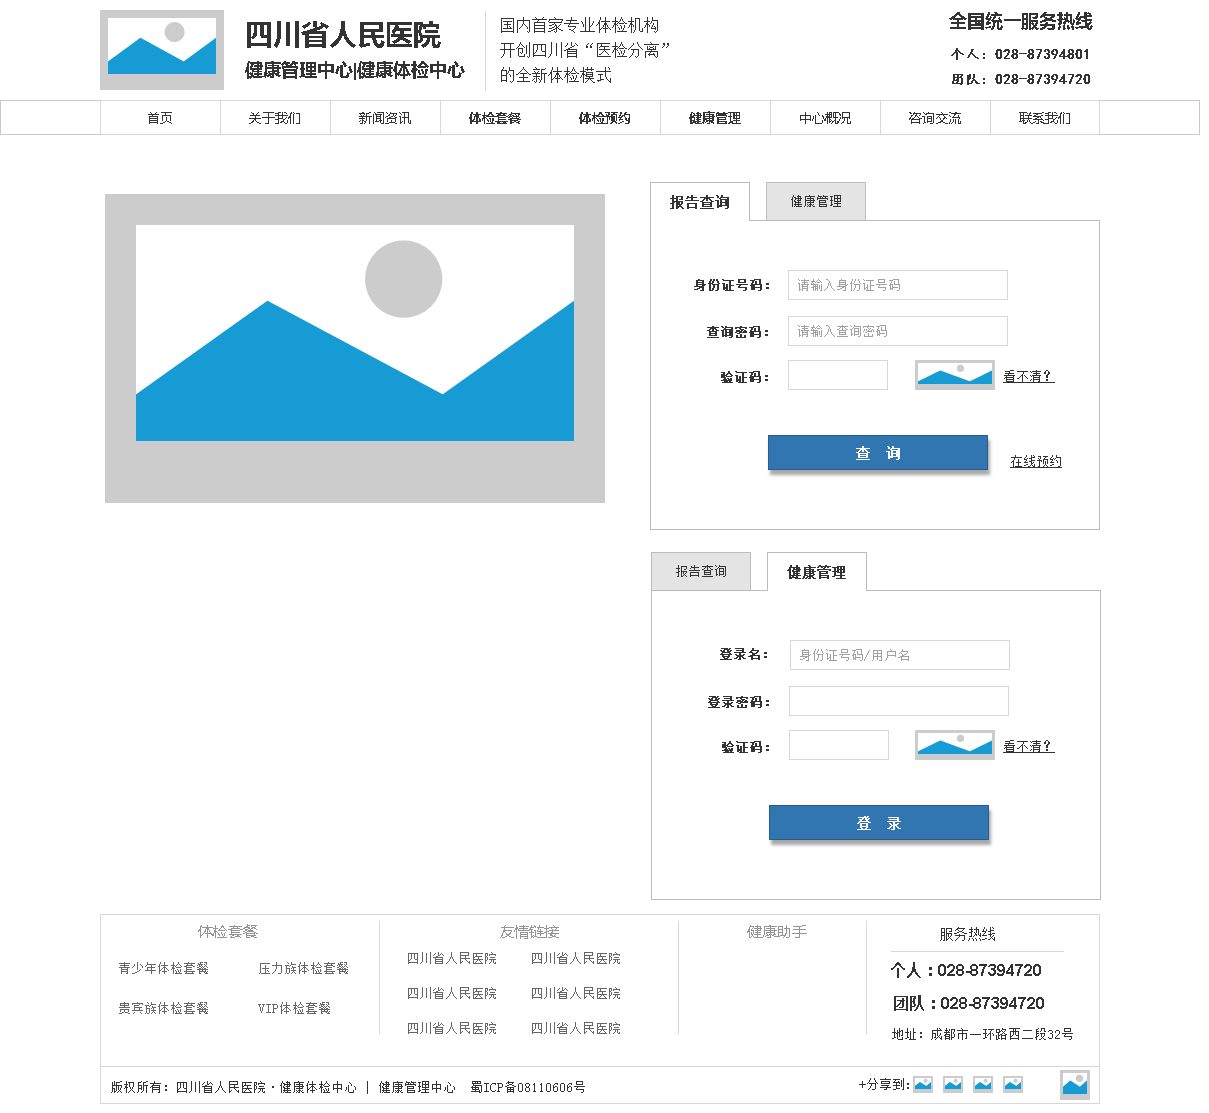 四川省人民医院
健康管理中心|健康体检中心
国内首家专业体检机构
开创四川省“医检分离”
的全新体检模式
全国统一服务热线
个人：028-87394801
团队：028-87394720
首页 关于我们 新闻资讯 体检套餐 体检预约 健康管理 中心概况 咨询交流 联系我们
报告查询 健康管理
身份证号码： 请输入身份证号码
查询密码： 请输入查询密码
验证码： 看不清？
查 询
在线预约
报告查询 健康管理
登录名： 身份证号码/用户名
登录密码：
验证码： 看不清？
登 录
体检套餐 友情链接 健康助手 服务热线
青少年体检套餐 压力族体检套餐
贵宾族体检套餐 VIP体检套餐
四川省人民医院 四川省人民医院
四川省人民医院 四川省人民医院
四川省人民医院 四川省人民医院
个人：028-87394720
团队：028-87394720
地址：成都市一环路西二段32号
版权所有：四川省人民医院·健康体检中心 | 健康管理中心 蜀ICP备08110606号
+分享到：